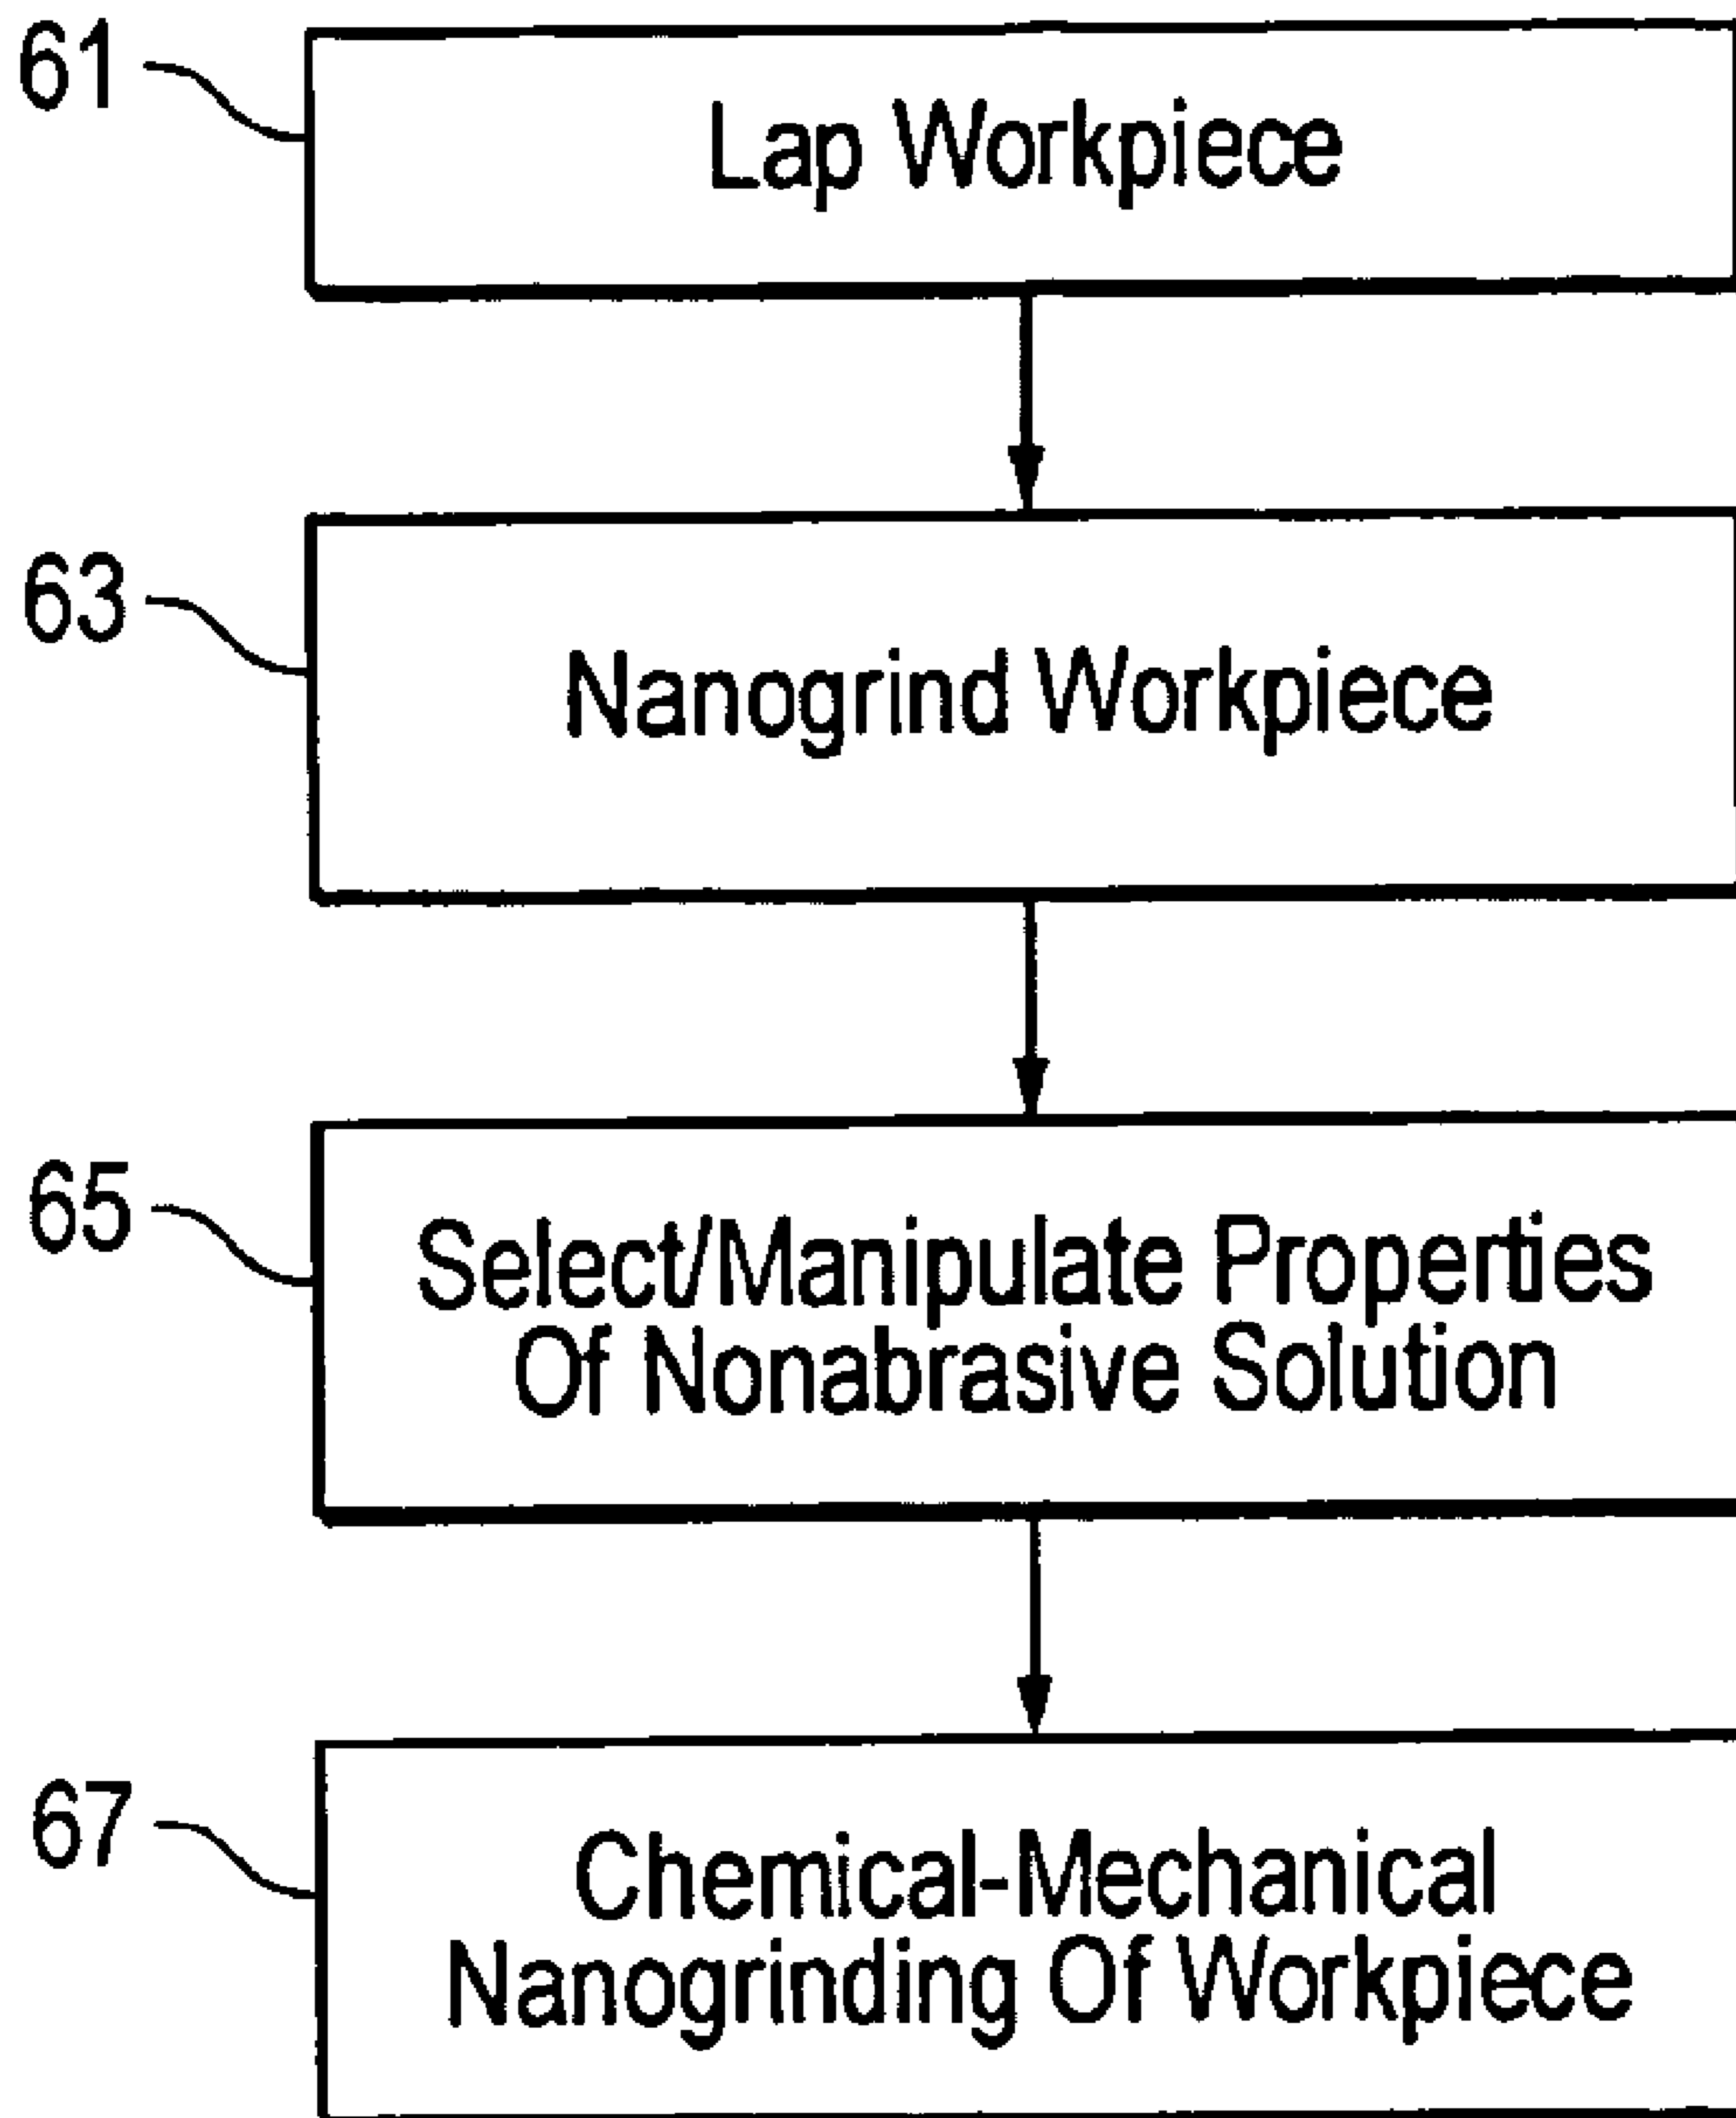 61
Lap Workpiece
63
Nanogrind Workpiece
65
Select/Manipulate Properties
Of Nonabrasive Solution
67
Chemical-Mechanical
Nanogrinding Of Workpiece